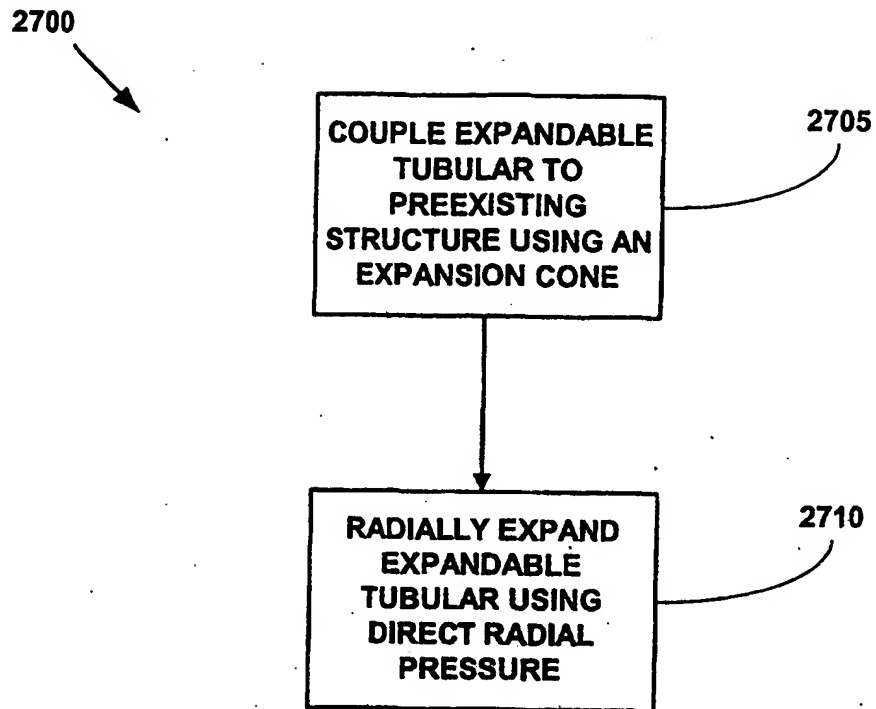 2700
COUPLE EXPANDABLE
TUBULAR TO
PREEXISTING
STRUCTURE USING AN
EXPANSION CONE
2705
RADIALLY EXPAND
EXPANDABLE
TUBULAR USING
DIRECT RADIAL
PRESSURE
2710